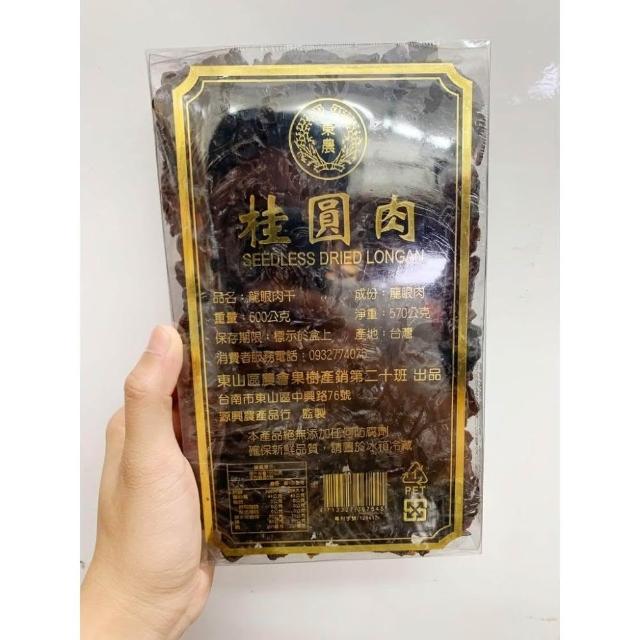 東農
桂圓肉
SEEDLESS DRIED LONGAN
品名：龍眼肉干 成份：龍眼肉
重量：600公克 淨重：570公克
保存期限：標示於盒上 產地：台灣
消費者服務電話：0932774070
東山區農會果樹產銷第二十班 出品
台南市東山區中興路76號
源興農產品行 監製
本產品絕無添加任何防腐劑
確保新鮮品質，請置於冰箱冷藏
1
PET